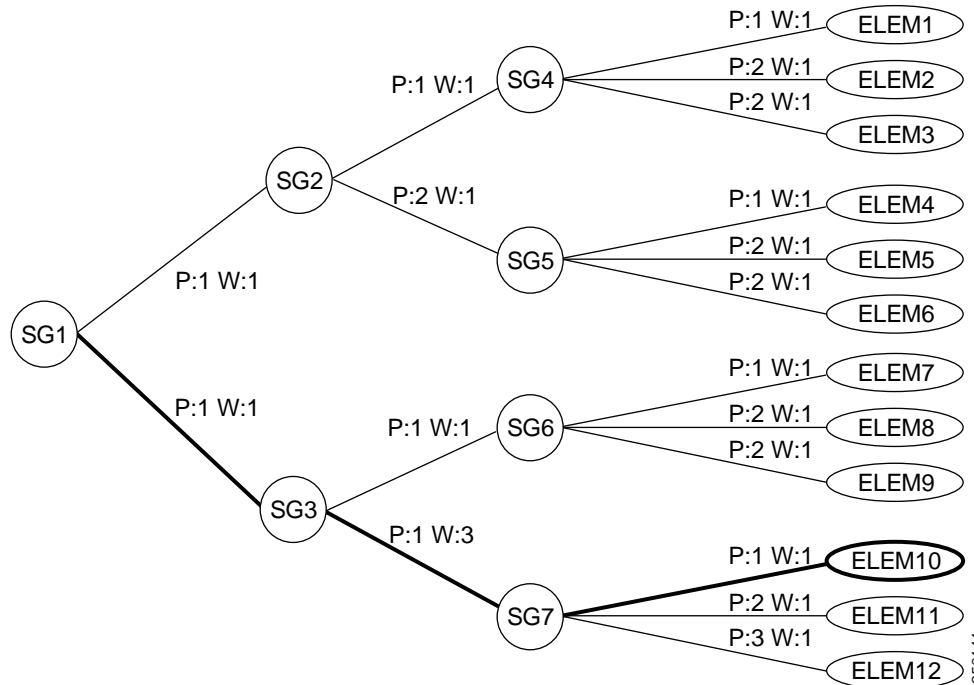 P:1 W:1 ELEM1
SG4 P:2 W:1 ELEM2
P:1 W:1
P:2 W:1 ELEM3
SG2
P:2 W:1 P:1 W:1 ELEM4
SG5 P:2 W:1 ELEM5
P:1 W:1 P:2 W:1 ELEM6
SG1
P:1 W:1 P:1 W:1 ELEM7
P:1 W:1 SG6 P:2 W:1 ELEM8
P:2 W:1 ELEM9
SG3
P:1 W:3
P:1 W:1 ELEM10
SG7 P:2 W:1 ELEM11
P:3 W:1 ELEM12